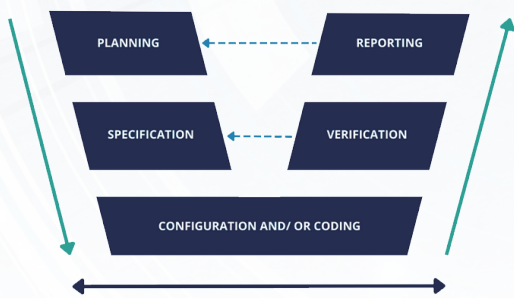 PLANNING
REPORTING
SPECIFICATION
VERIFICATION
CONFIGURATION AND/ OR CODING